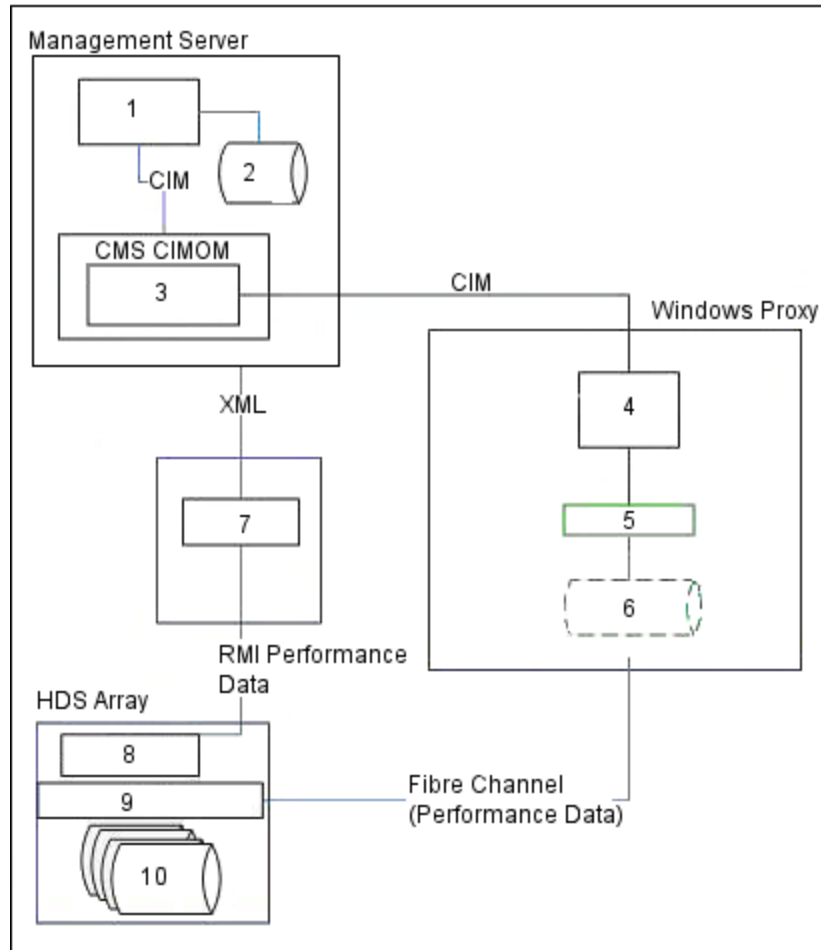 Management Server
1
2
CIM
CMS CIMOM
3
CIM
Windows Proxy
4
XML
7
5
6
RMI Performance
Data
HDS Array
8
9
Fibre Channel
(Performance Data)
10